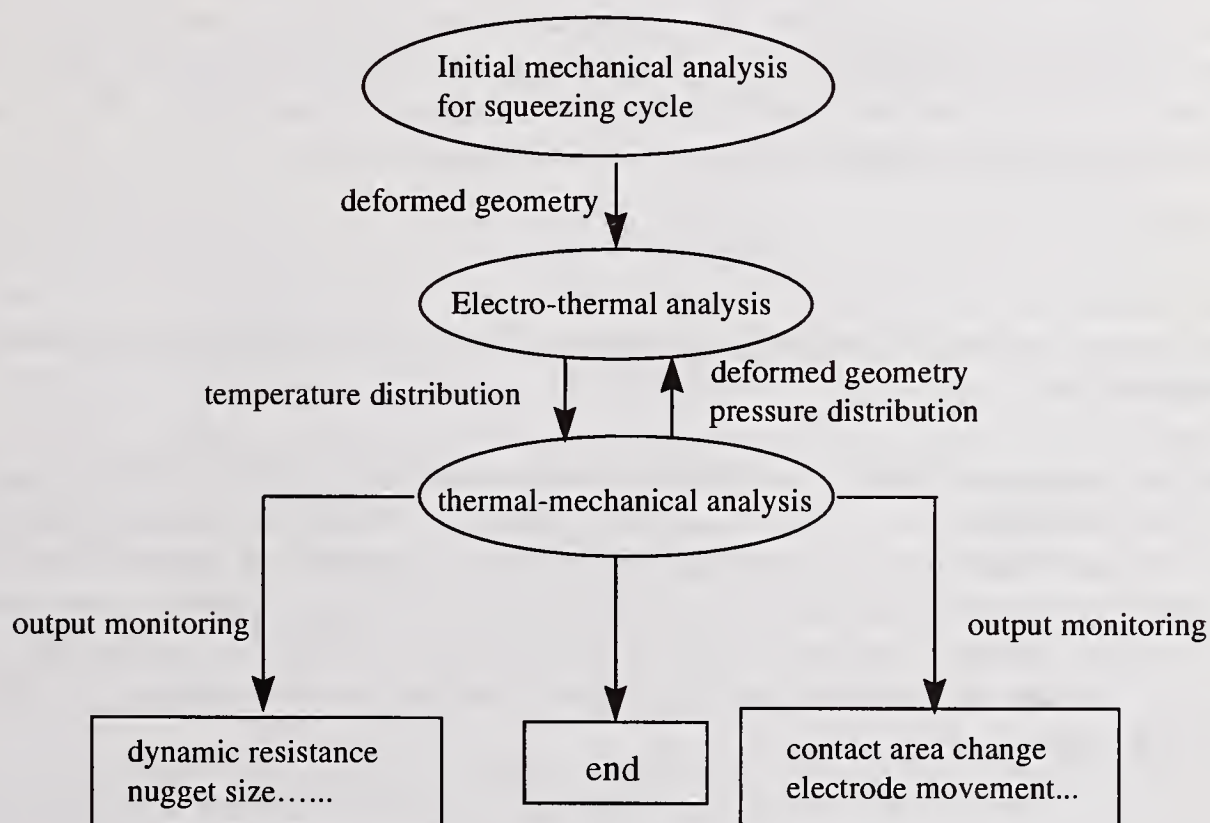 Initial mechanical analysis
for squeezing cycle
deformed geometry
Electro-thermal analysis
temperature distribution
deformed geometry
pressure distribution
thermal-mechanical analysis
output monitoring
output monitoring
dynamic resistance
nugget size......
end
contact area change
electrode movement...